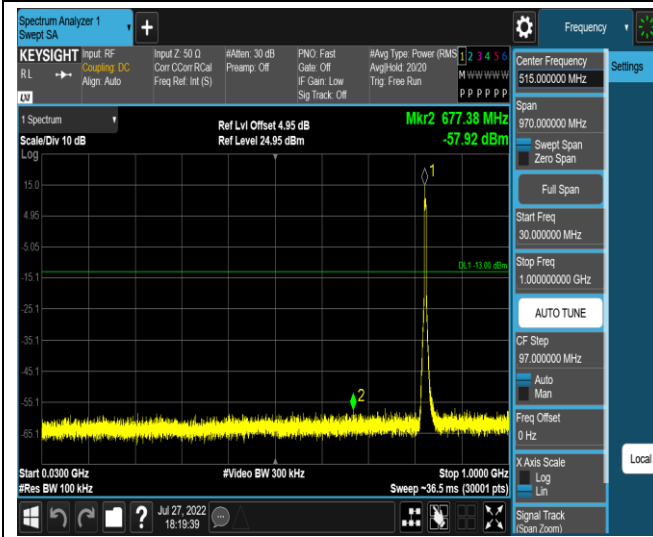 Spectrum Analyzer 1
Swept SA
+
Frequency
KEYSIGHT
RL
LXI
Input: RF
Coupling: DC
Align: Auto
Input Z: 50 Ω
Corr CCorr RCal
Freq Ref: Int (S)
#Atten: 30 dB
Preamp: Off
PNO: Fast
Gate: Off
IF Gain: Low
Sig Track: Off
#Avg Type: Power (RMS)
Avg|Hold: 20/20
Trig: Free Run
1 2 3 4 5 6
M W W W W W
P P P P P P
1 Spectrum
Scale/Div 10 dB
Log
Ref Lvl Offset 4.95 dB
Ref Level 24.95 dBm
Mkr2 677.38 MHz
-57.92 dBm
15.0
4.95
-5.05
-15.1
-25.1
-35.1
-45.1
-55.1
-65.1
1
DL1 -13.00 dBm
2
Start 0.0300 GHz
#Res BW 100 kHz
#Video BW 300 kHz
Stop 1.0000 GHz
Sweep ~36.5 ms (30001 pts)
?
Jul 27, 2022
18:19:39
Center Frequency
515.000000 MHz
Span
970.000000 MHz
Swept Span
Zero Span
Full Span
Start Freq
30.000000 MHz
Stop Freq
1.000000000 GHz
AUTO TUNE
CF Step
97.000000 MHz
Auto
Man
Freq Offset
0 Hz
X Axis Scale
Log
Lin
Signal Track
(Span Zoom)
Settings
Local